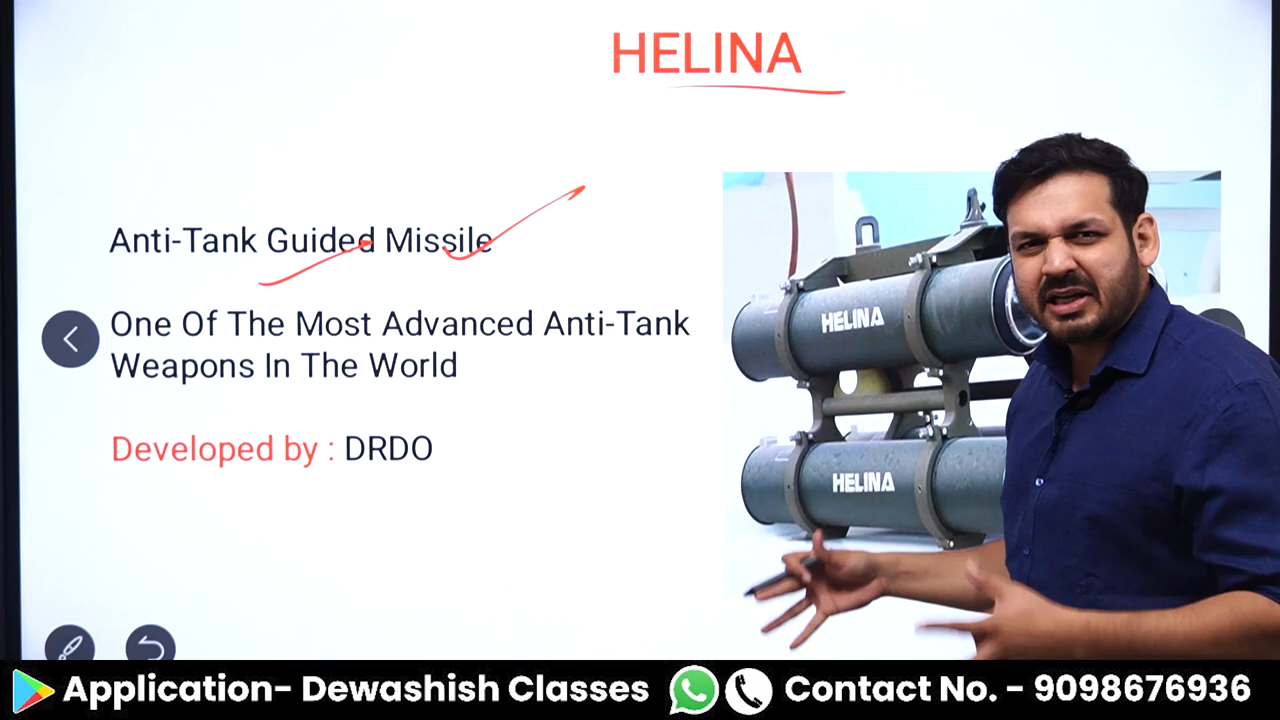 HELINA
Anti-Tank Guided Missile
One Of The Most Advanced Anti-Tank
Weapons In The World
Developed by : DRDO
HELINA
HELINA
Application- Dewashish Classes
Contact No. - 9098676936